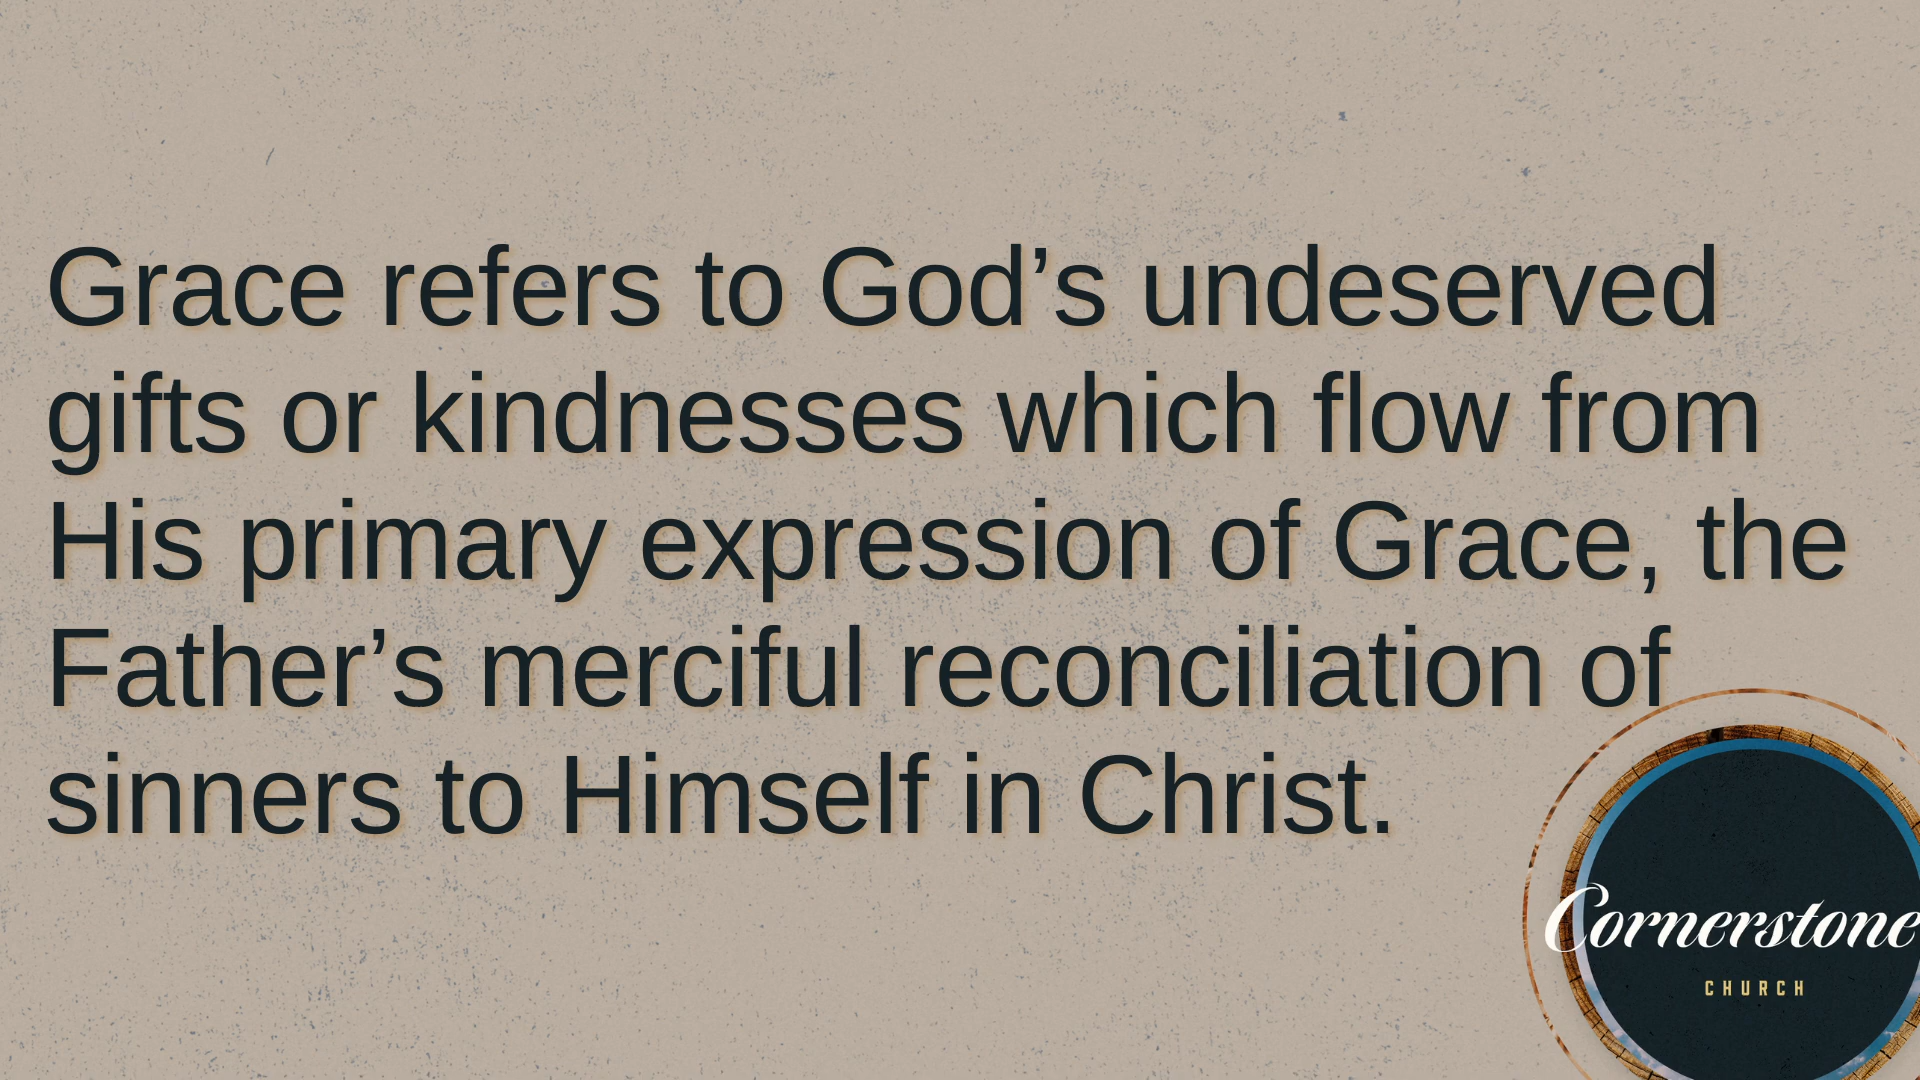 Grace refers to God’s undeserved
gifts or kindnesses which flow from
His primary expression of Grace, the
Father’s merciful reconciliation of
sinners to Himself in Christ.
Cornerstone
CHURCH